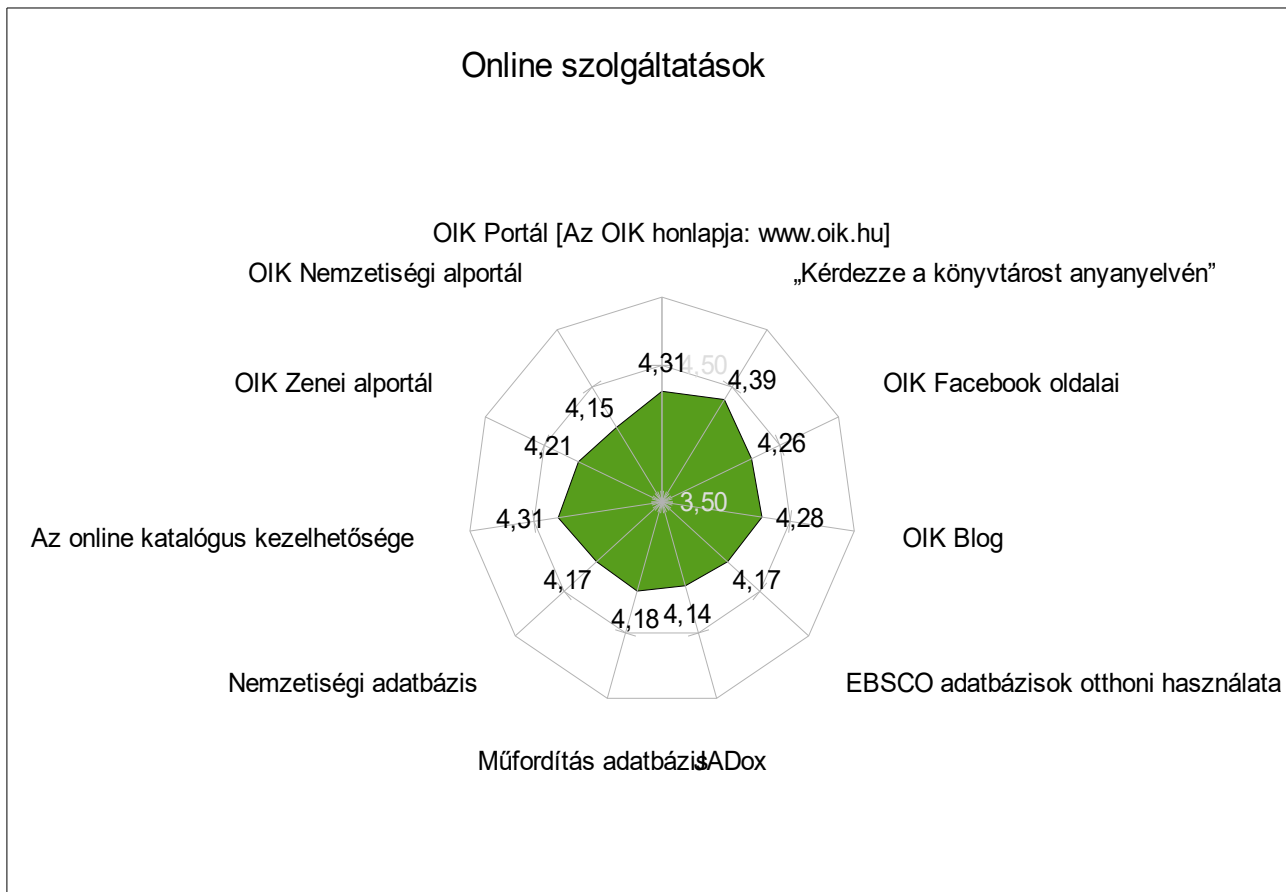 Online szolgáltatások
OIK Portál [Az OIK honlapja: www.oik.hu]
OIK Nemzetiségi alportál
„Kérdezze a könyvtárost anyanyelvén”
4,31
4,50
4,39
OIK Zenei alportál
OIK Facebook oldalai
4,15
4,21
4,26
3,50
4,31
4,28
Az online katalógus kezelhetősége
OIK Blog
4,17
4,17
4,18
4,14
Nemzetiségi adatbázis
EBSCO adatbázisok otthoni használata
Műfordítás adatbázis
JADox